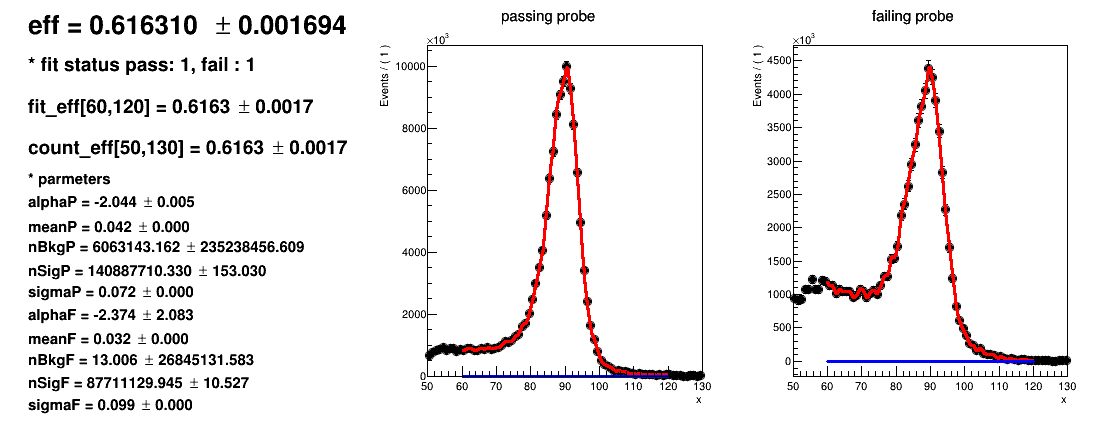 eff = 0.616310 ± 0.001694
* fit status pass: 1, fail : 1
fit_eff[60,120] = 0.6163 ± 0.0017
count_eff[50,130] = 0.6163 ± 0.0017
* parmeters
alphaP = -2.044 ± 0.005
meanP = 0.042 ± 0.000
nBkgP = 6063143.162 ± 235238456.609
nSigP = 140887710.330 ± 153.030
sigmaP = 0.072 ± 0.000
alphaF = -2.374 ± 2.083
meanF = 0.032 ± 0.000
nBkgF = 13.006 ± 26845131.583
nSigF = 87711129.945 ± 10.527
sigmaF = 0.099 ± 0.000
passing probe
×10³
Events / ( 1 )
10000
8000
6000
4000
2000
0
50 60 70 80 90 100 110 120 130
x
failing probe
×10³
Events / ( 1 )
4500
4000
3500
3000
2500
2000
1500
1000
500
0
50 60 70 80 90 100 110 120 130
x